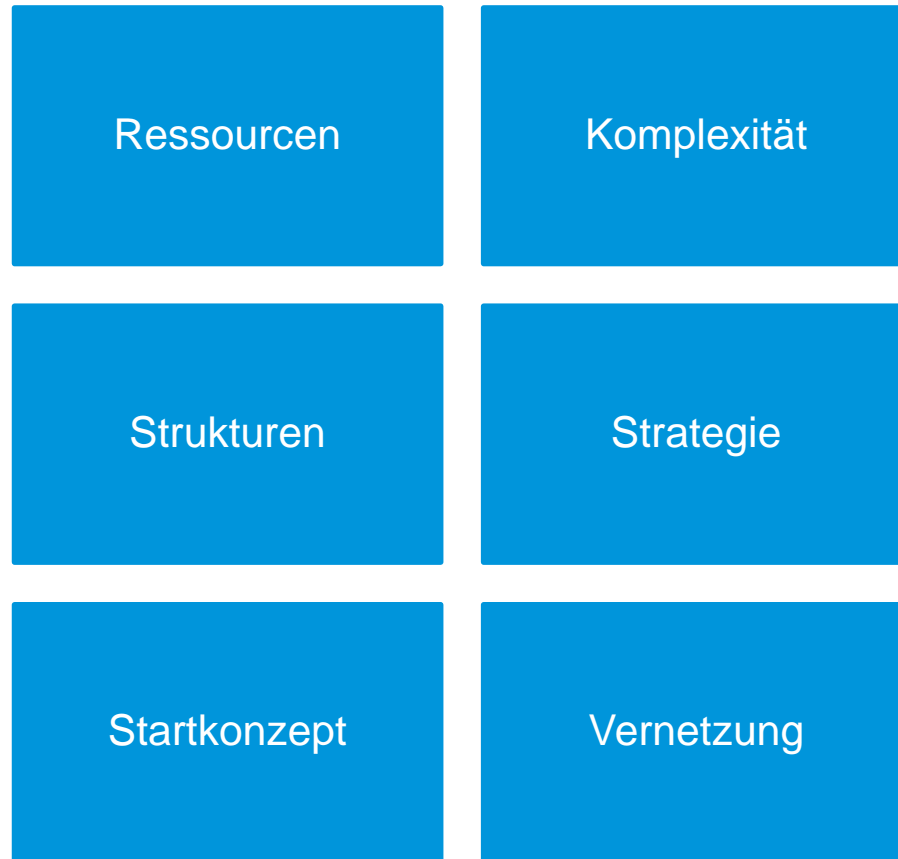 Ressourcen
Komplexität
Strukturen
Strategie
Startkonzept
Vernetzung